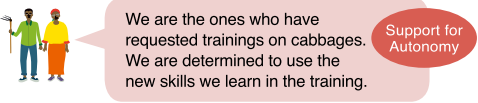 We are the ones who have
requested trainings on cabbages.
We are determined to use the
new skills we learn in the training.
Support for
Autonomy